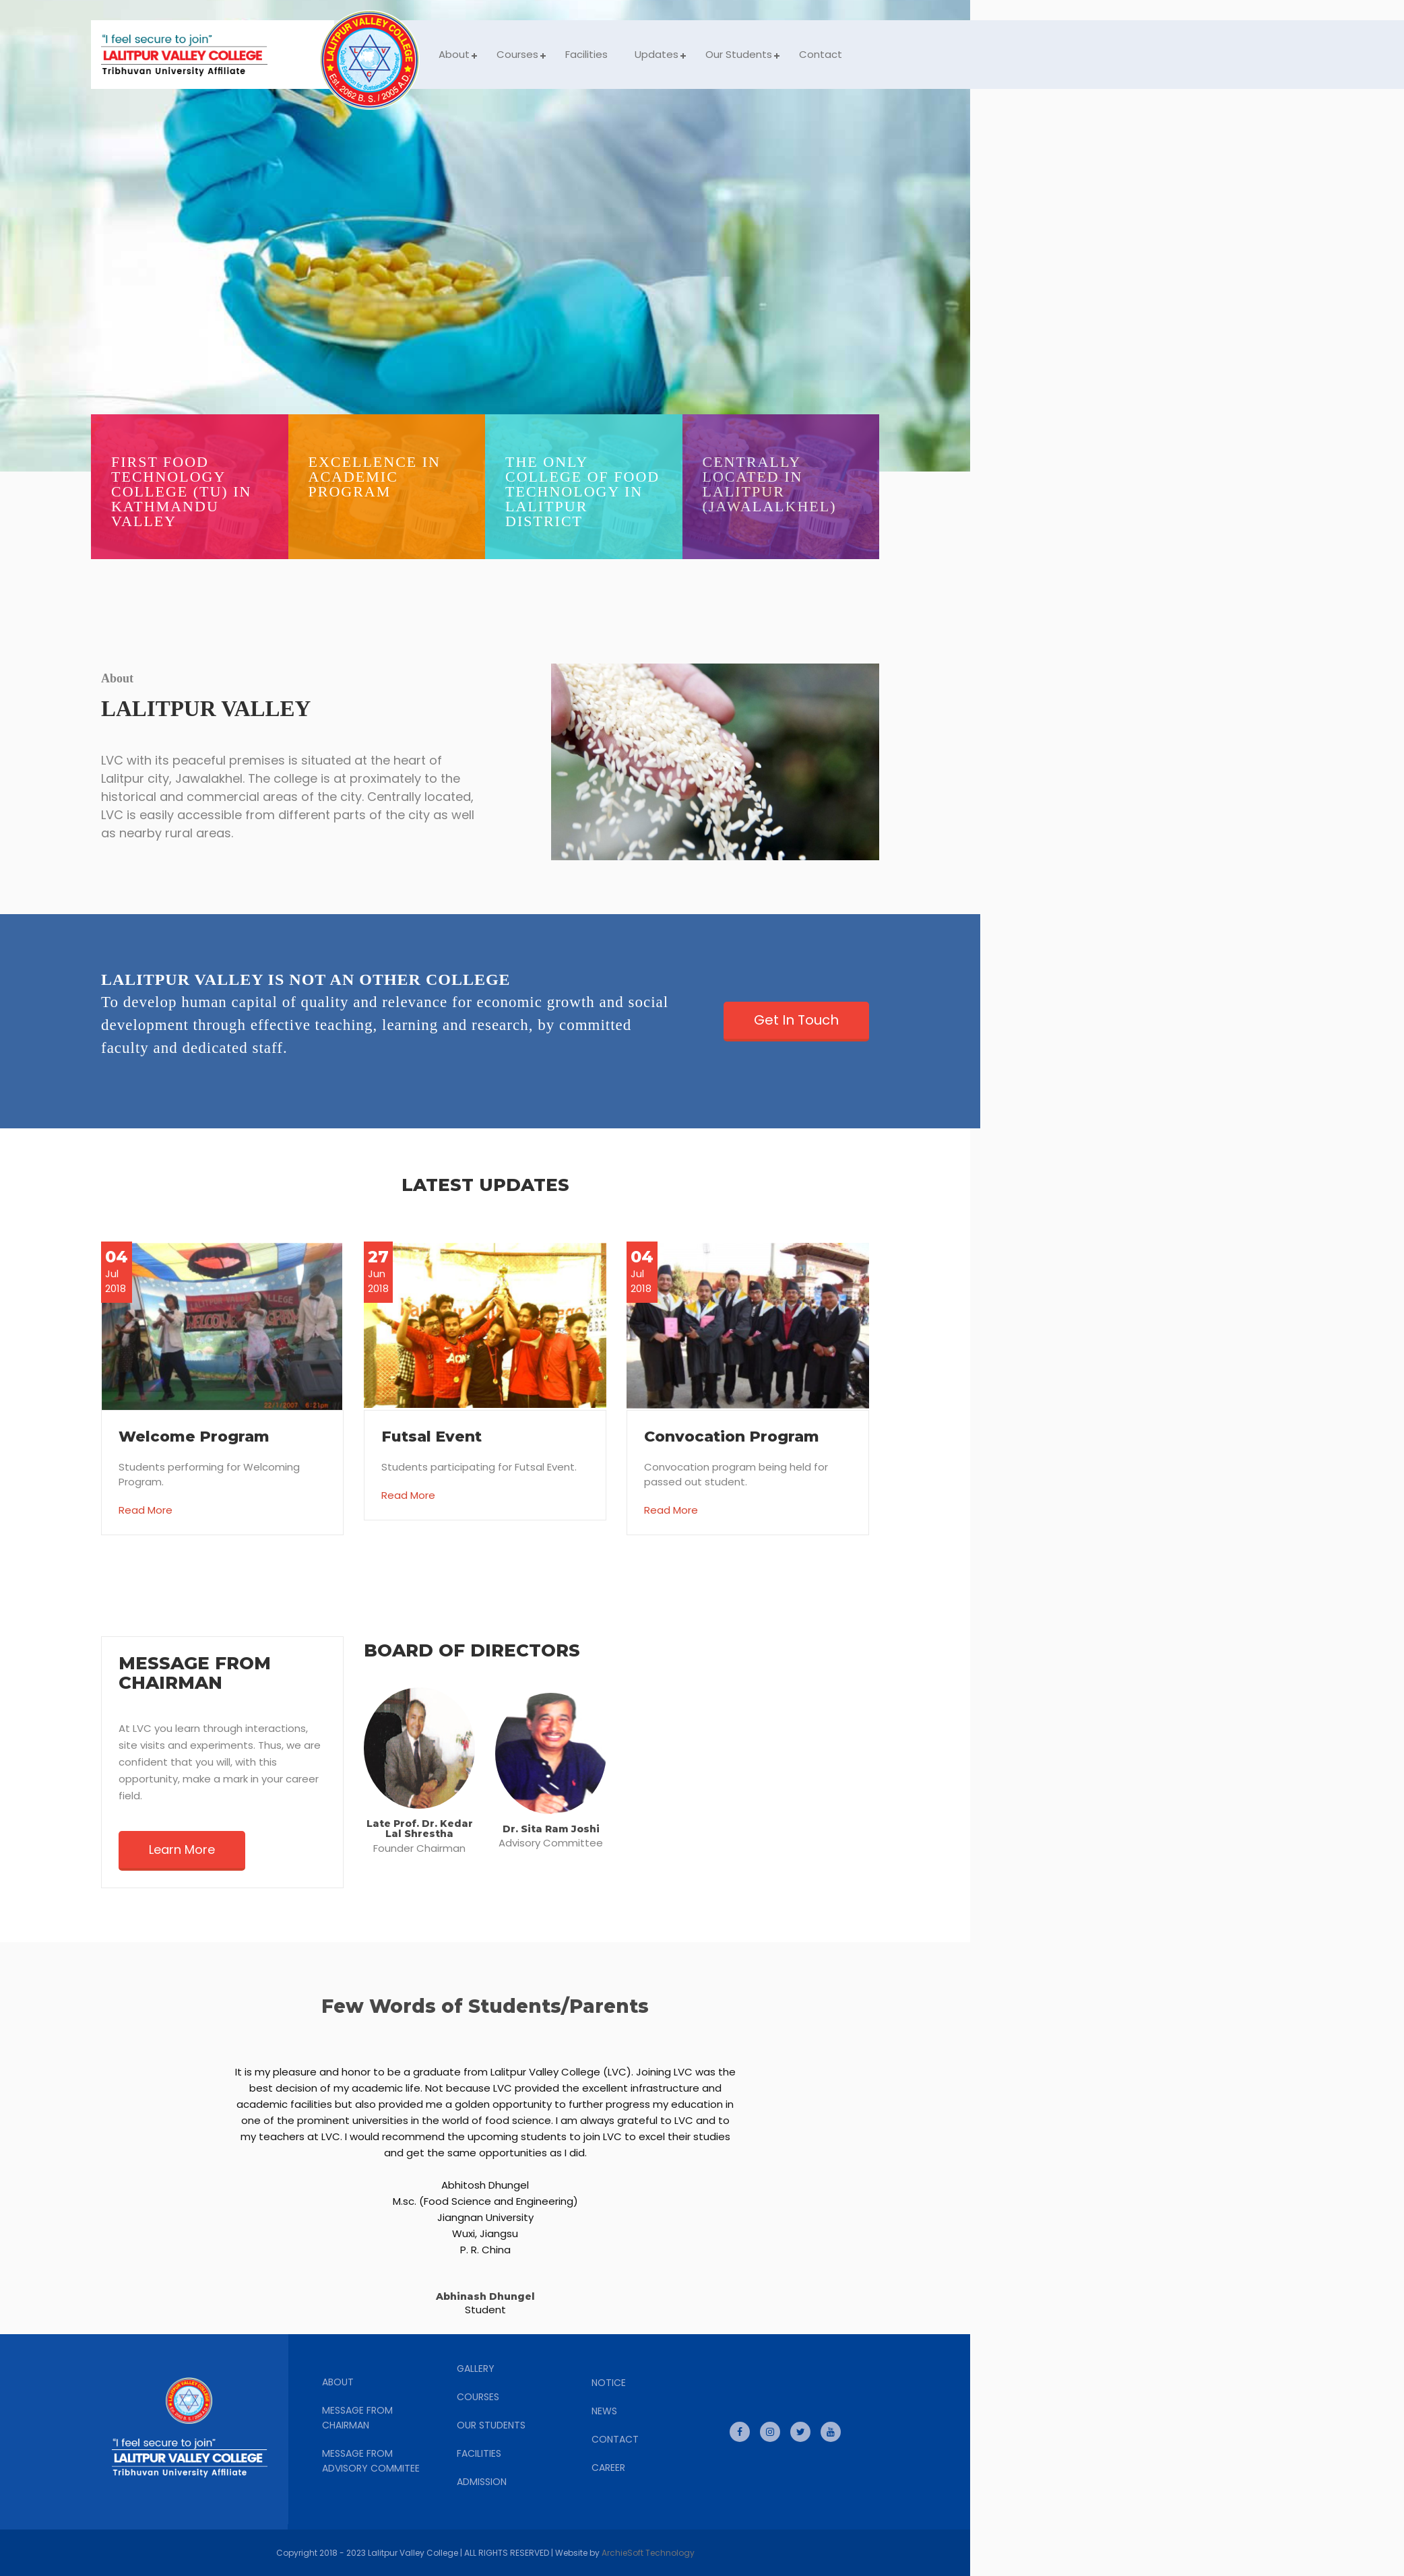 "I feel secure to join"
LALITPUR VALLEY COLLEGE
Tribhuvan University Affiliate
LALITPUR VALLEY COLLEGE
Est. 2062 B. S. / 2005 A.D.
About
Courses
Facilities
Updates
Our Students
Contact
FIRST FOOD
TECHNOLOGY
COLLEGE (TU) IN
KATHMANDU
VALLEY
EXCELLENCE IN
ACADEMIC
PROGRAM
THE ONLY
COLLEGE OF FOOD
TECHNOLOGY IN
LALITPUR
DISTRICT
CENTRALLY
LOCATED IN
LALITPUR
(JAWALALKHEL)
About
LALITPUR VALLEY
LVC with its peaceful premises is situated at the heart of
Lalitpur city, Jawalakhel. The college is at proximately to the
historical and commercial areas of the city. Centrally located,
LVC is easily accessible from different parts of the city as well
as nearby rural areas.
LALITPUR VALLEY IS NOT AN OTHER COLLEGE
To develop human capital of quality and relevance for economic growth and social
development through effective teaching, learning and research, by committed
faculty and dedicated staff.
Get In Touch
LATEST UPDATES
04
Jul
2018
Welcome Program
Students performing for Welcoming
Program.
Read More
27
Jun
2018
Futsal Event
Students participating for Futsal Event.
Read More
04
Jul
2018
Convocation Program
Convocation program being held for
passed out student.
Read More
MESSAGE FROM
CHAIRMAN
At LVC you learn through interactions,
site visits and experiments. Thus, we are
confident that you will, with this
opportunity, make a mark in your career
field.
Learn More
BOARD OF DIRECTORS
Late Prof. Dr. Kedar
Lal Shrestha
Founder Chairman
Dr. Sita Ram Joshi
Advisory Committee
Few Words of Students/Parents
It is my pleasure and honor to be a graduate from Lalitpur Valley College (LVC). Joining LVC was the
best decision of my academic life. Not because LVC provided the excellent infrastructure and
academic facilities but also provided me a golden opportunity to further progress my education in
one of the prominent universities in the world of food science. I am always grateful to LVC and to
my teachers at LVC. I would recommend the upcoming students to join LVC to excel their studies
and get the same opportunities as I did.
Abhitosh Dhungel
M.sc. (Food Science and Engineering)
Jiangnan University
Wuxi, Jiangsu
P. R. China
Abhinash Dhungel
Student
"I feel secure to join"
LALITPUR VALLEY COLLEGE
Tribhuvan University Affiliate
ABOUT
MESSAGE FROM
CHAIRMAN
MESSAGE FROM
ADVISORY COMMITEE
GALLERY
COURSES
OUR STUDENTS
FACILITIES
ADMISSION
NOTICE
NEWS
CONTACT
CAREER
Copyright 2018 - 2023 Lalitpur Valley College | ALL RIGHTS RESERVED | Website by ArchieSoft Technology